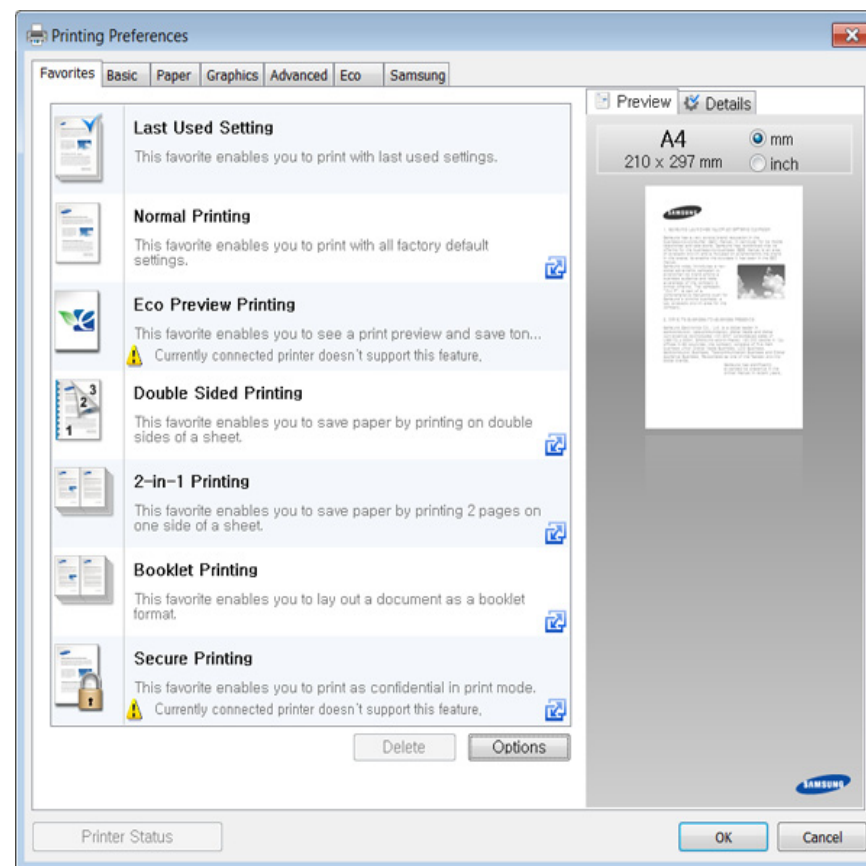 Printing Preferences
Favorites Basic Paper Graphics Advanced Eco Samsung
Last Used Setting
This favorite enables you to print with last used settings.
Normal Printing
This favorite enables you to print with all factory default
settings.
Eco Preview Printing
This favorite enables you to see a print preview and save ton...
Currently connected printer doesn't support this feature.
Double Sided Printing
This favorite enables you to save paper by printing on double
sides of a sheet.
2-in-1 Printing
This favorite enables you to save paper by printing 2 pages on
one side of a sheet.
Booklet Printing
This favorite enables you to lay out a document as a booklet
format.
Secure Printing
This favorite enables you to print as confidential in print mode.
Currently connected printer doesn't support this feature.
Delete Options
Preview Details
A4
210 x 297 mm
mm
inch
SAMSUNG
SAMSUNG
Printer Status
OK Cancel
1
2
3